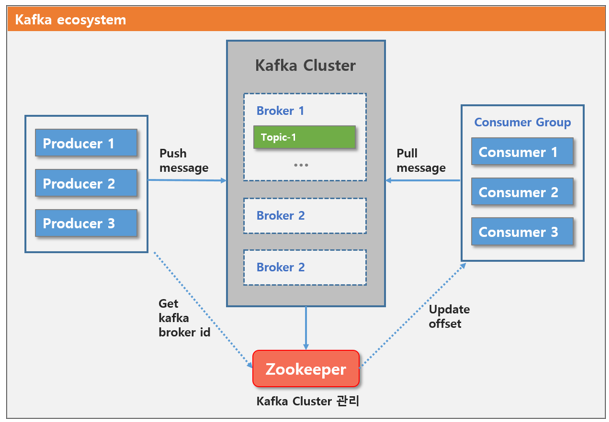 Kafka ecosystem
Kafka Cluster
Broker 1
Topic-1
...
Broker 2
Broker 2
Producer 1
Producer 2
Producer 3
Push
message
Pull
message
Consumer Group
Consumer 1
Consumer 2
Consumer 3
Get
kafka
broker id
Update
offset
Zookeeper
Kafka Cluster 관리